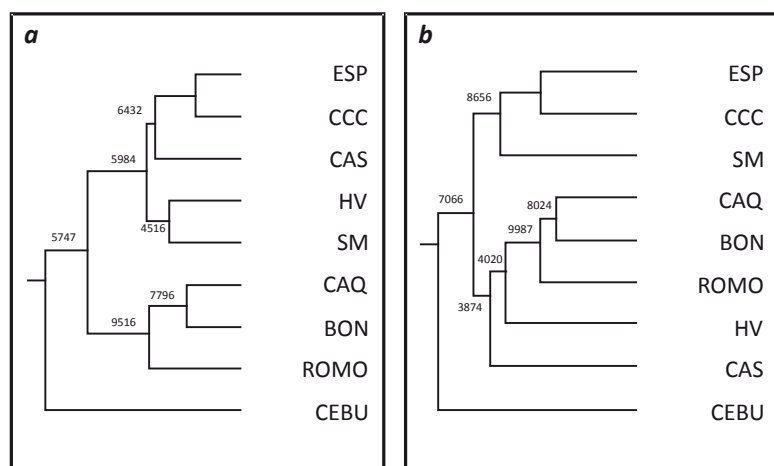 a
ESP
6432
CCC
CAS
5984
HV
4516
SM
5747
CAQ
7796
BON
9516
ROMO
CEBU
b
ESP
8656
CCC
SM
7066
CAQ
8024
BON
9987
4020
ROMO
3874
HV
CAS
CEBU